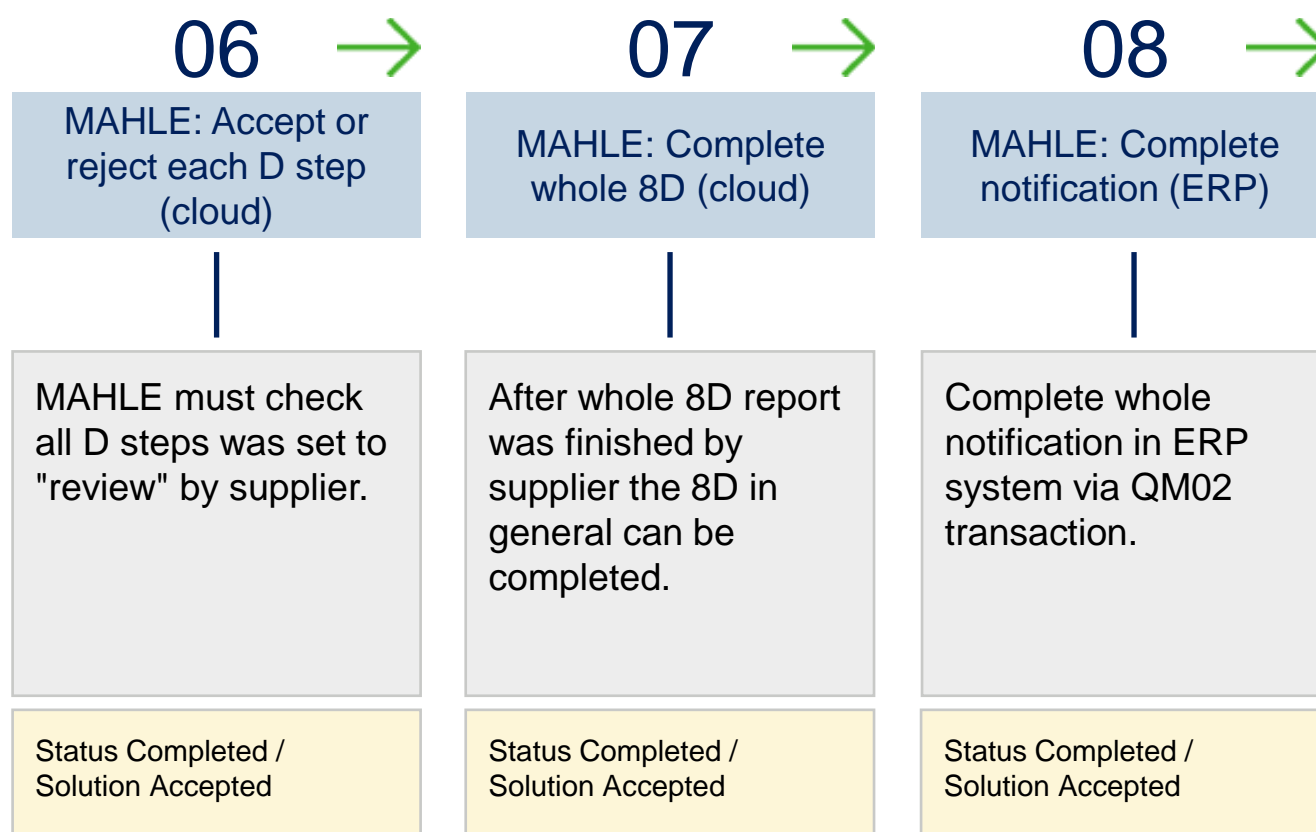 06
MAHLE: Accept or
reject each D step
(cloud)
MAHLE must check
all D steps was set to
"review" by supplier.
Status Completed /
Solution Accepted
07
MAHLE: Complete
whole 8D (cloud)
After whole 8D report
was finished by
supplier the 8D in
general can be
completed.
Status Completed /
Solution Accepted
08
MAHLE: Complete
notification (ERP)
Complete whole
notification in ERP
system via QM02
transaction.
Status Completed /
Solution Accepted